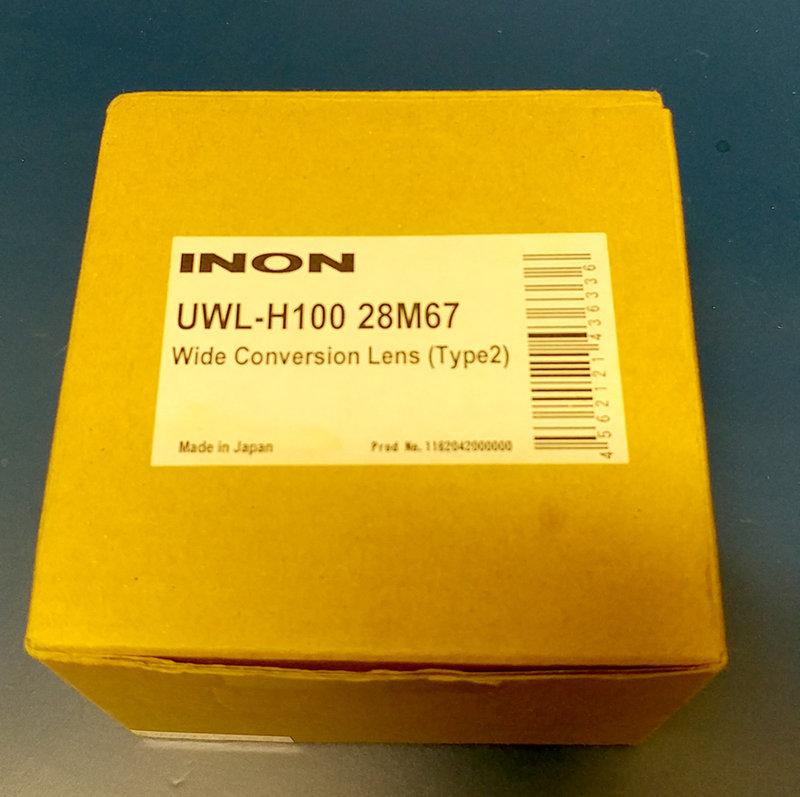 INON
UWL-H100 28M67
Wide Conversion Lens (Type2)
Made in Japan
Prod No. 1162042000000
4562121436336